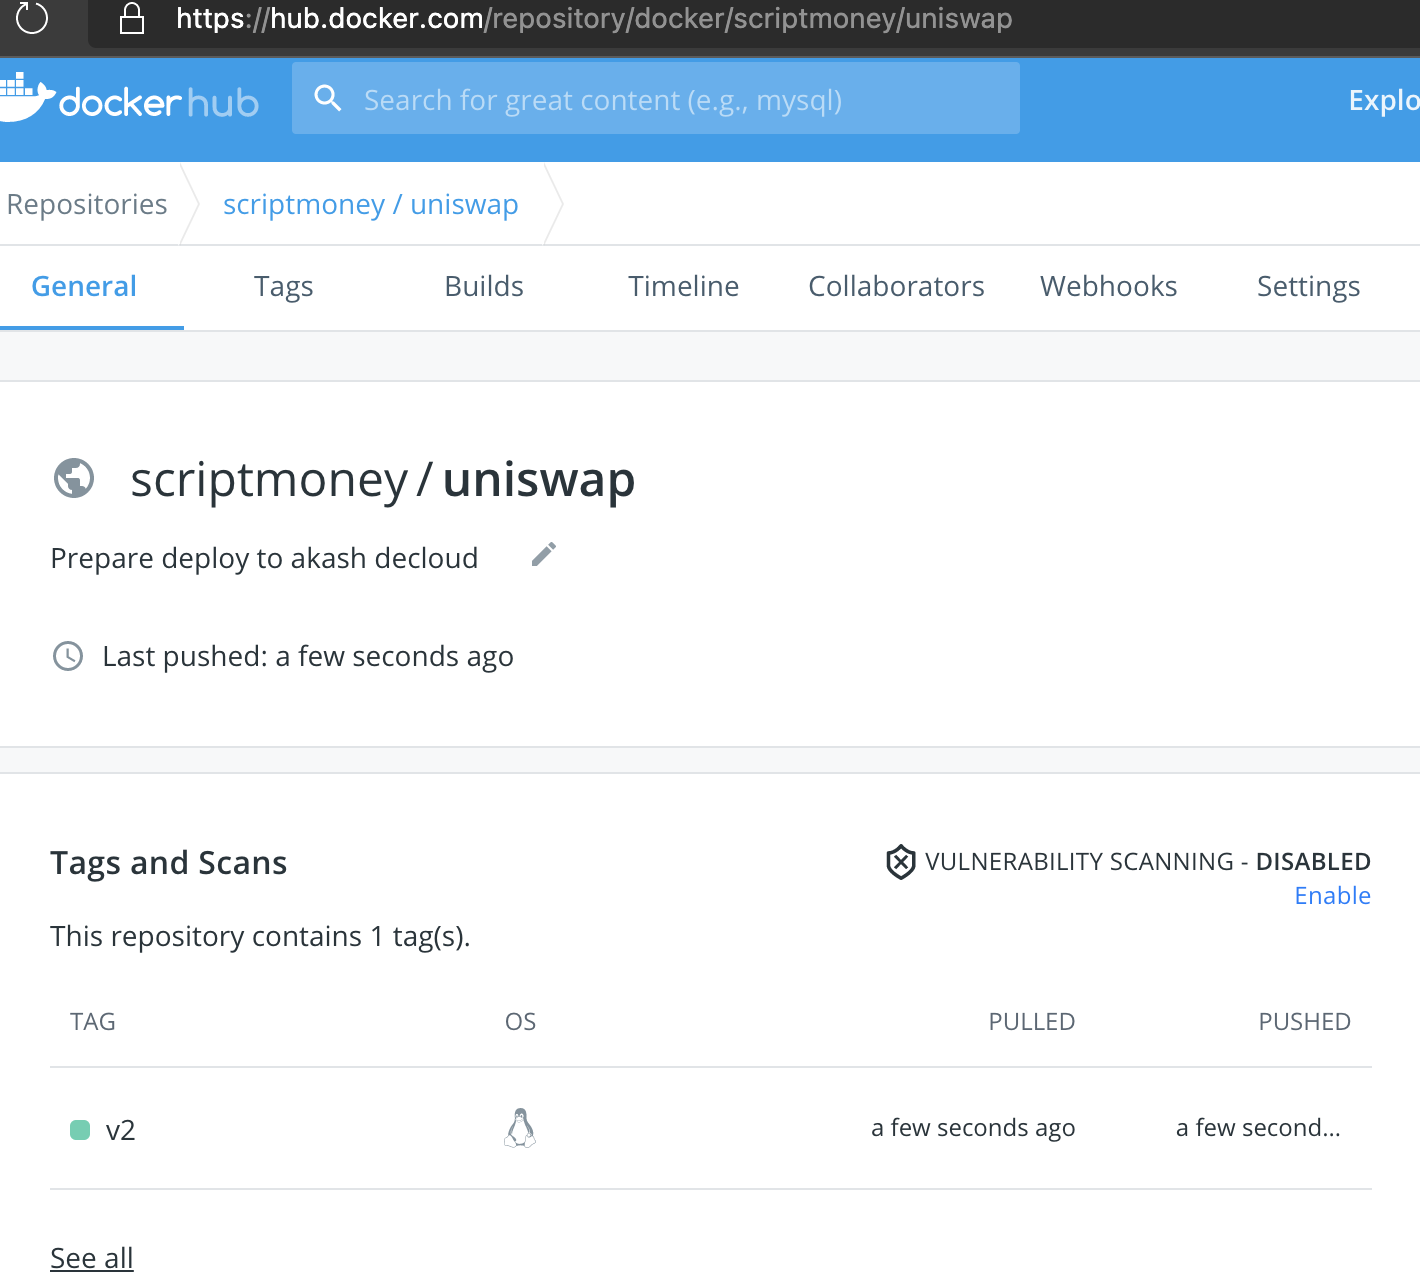 https://hub.docker.com/repository/docker/scriptmoney/uniswap
docker hub
Search for great content (e.g., mysql)
Explo
Repositories
scriptmoney / uniswap
General Tags Builds Timeline Collaborators Webhooks Settings
scriptmoney / uniswap
Prepare deploy to akash decloud
Last pushed: a few seconds ago
Tags and Scans
VULNERABILITY SCANNING - DISABLED
Enable
This repository contains 1 tag(s).
TAG OS PULLED PUSHED
v2 a few seconds ago a few second...
See all